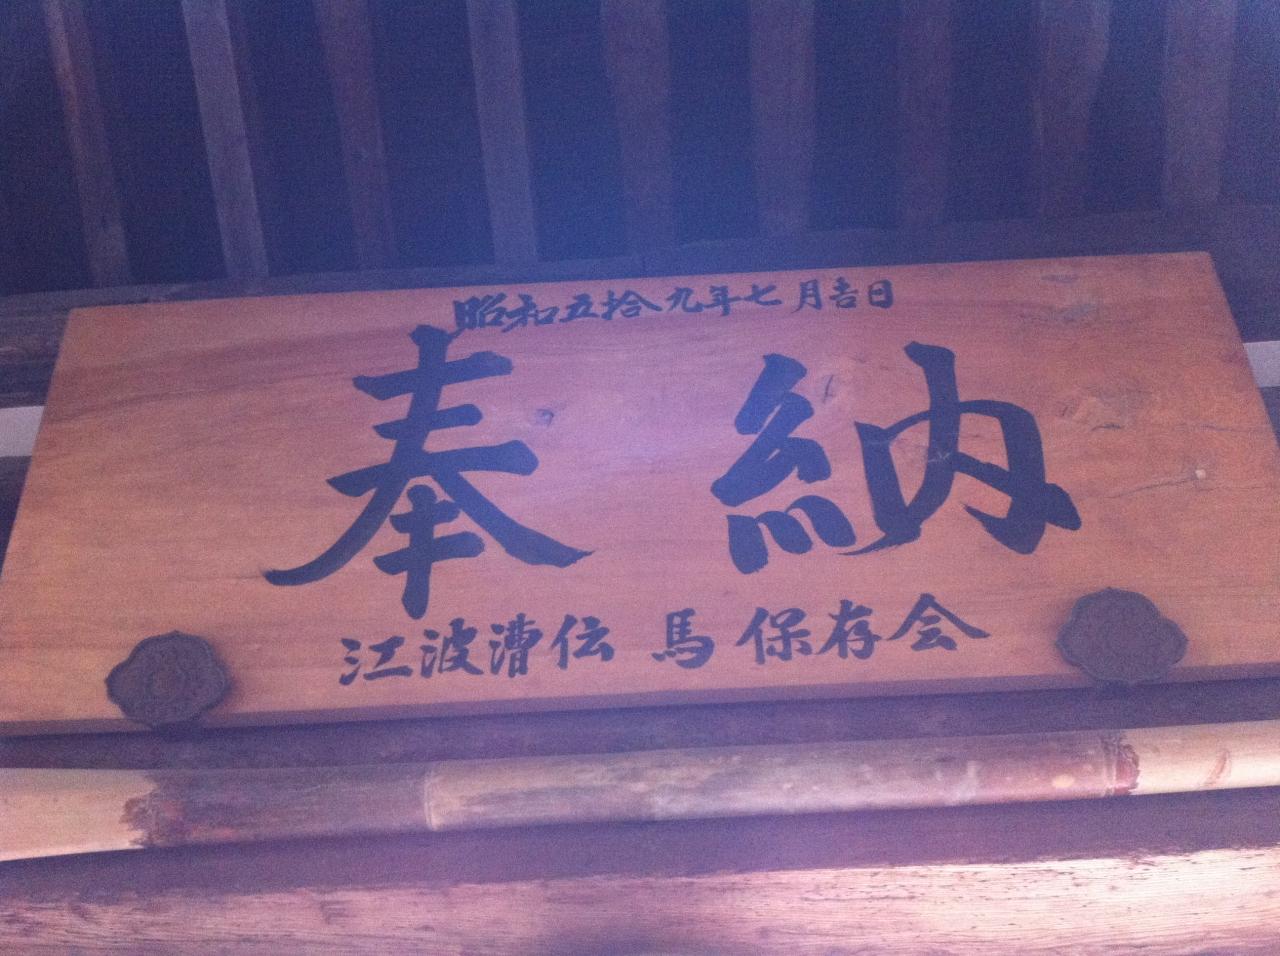 昭和五拾九年七月吉日
奉納
江波漕伝馬保存会